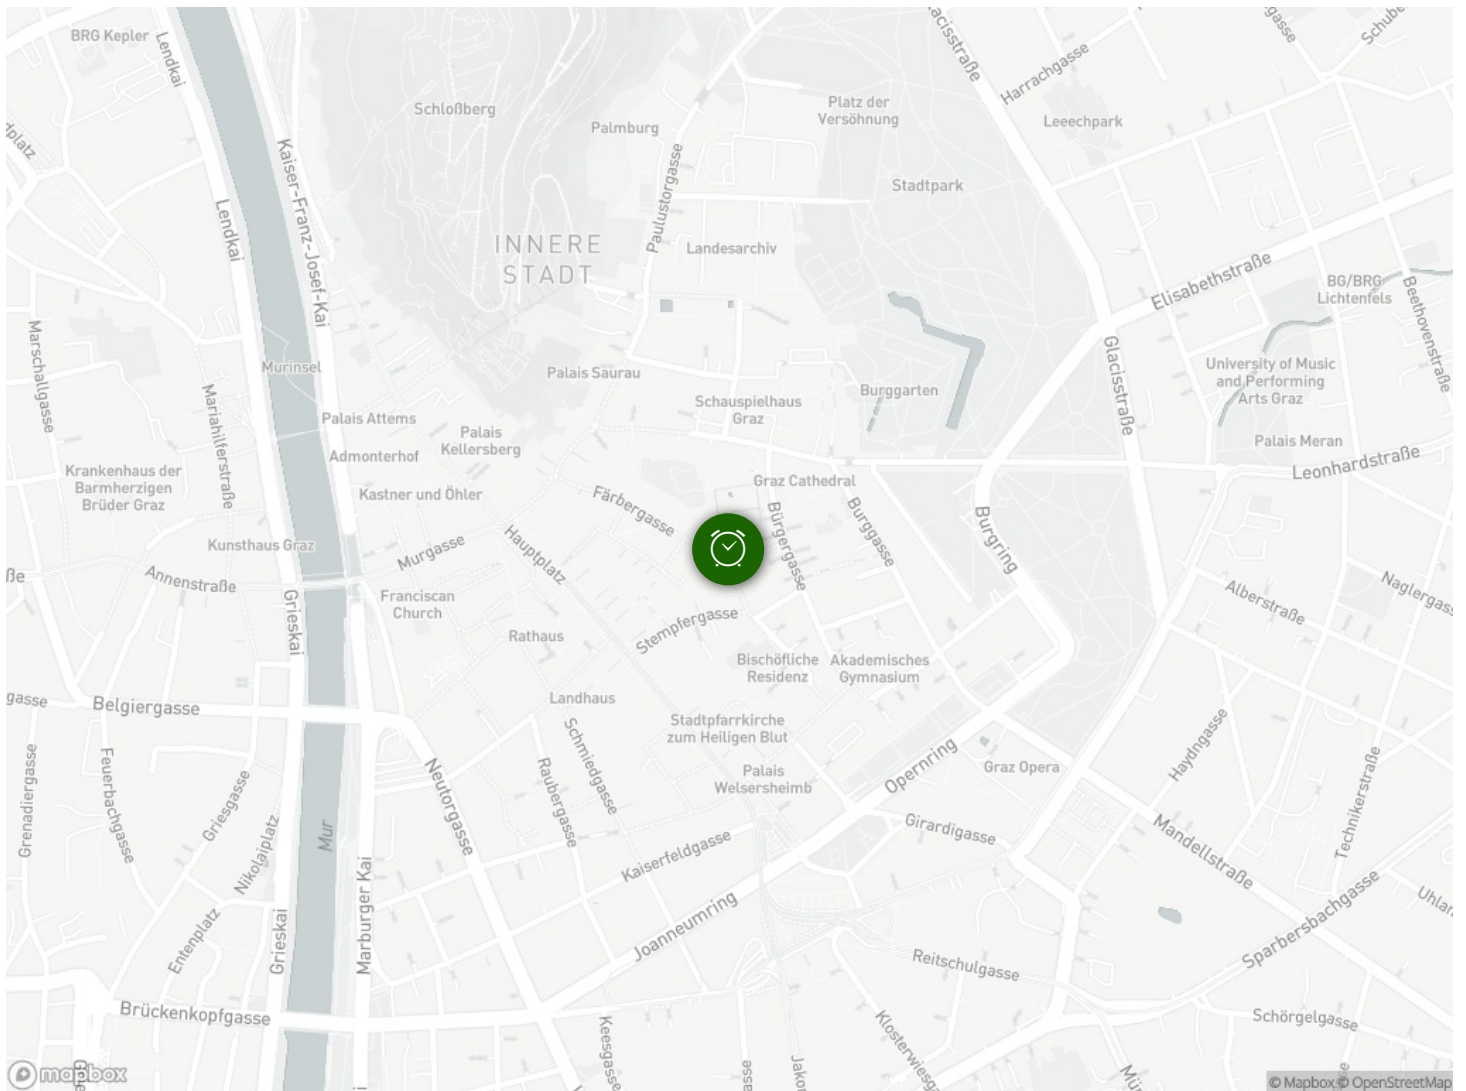 BRG Kepler
Lendkai
Schloßberg
Palmburg
Platz der
Versöhnung
Harrachgasse
Leeechpark
Stadtpark
Kaiser-Franz-Josef-Kai
Lendkai
Paulustorgasse
INNERE
STADT
Landesarchiv
Elisabethstraße
BG/BRG
Lichtenfels
Beethovenstraße
Marschallgasse
Murinsel
Mariahilferstraße
Palais Saurau
Glacisstraße
University of Music
and Performing
Arts Graz
Burggarten
Schauspielhaus
Graz
Palais Attems
Palais
Kellersberg
Admonterhof
Palais Meran
Leonhardstraße
Krankenhaus der
Barmherzigen
Brüder Graz
Kastner und Öhler
Graz Cathedral
Färbergasse
Bürgergasse
Burggasse
Burgring
Hauptplatz
Kunsthaus Graz
Murgasse
Annenstraße
Franciscan
Church
Grieskai
Alberstraße
Naglergasse
Stempfergasse
Rathaus
Bischöfliche
Residenz
Akademisches
Gymnasium
Landhaus
Belgiergasse
gasse
Stadtpfarrkirche
zum Heiligen Blut
Schmiedgasse
Palais
Welsersheimb
Opernring
Graz Opera
Haydngasse
Technikerstraße
Grenadiergasse
Feuerbachgasse
Griesgasse
Neutorgasse
Raubergasse
Nikolaiplatz
Mur
Girardigasse
Kaiserfeldgasse
Mandellstraße
Marburger Kai
Joanneumring
Entenplatz
Grieskai
Sparbersbachgasse
Reitschulgasse
Brückenkopfgasse
Schörgelgasse
Keesgasse
mapbox
© Mapbox © OpenStreetMap